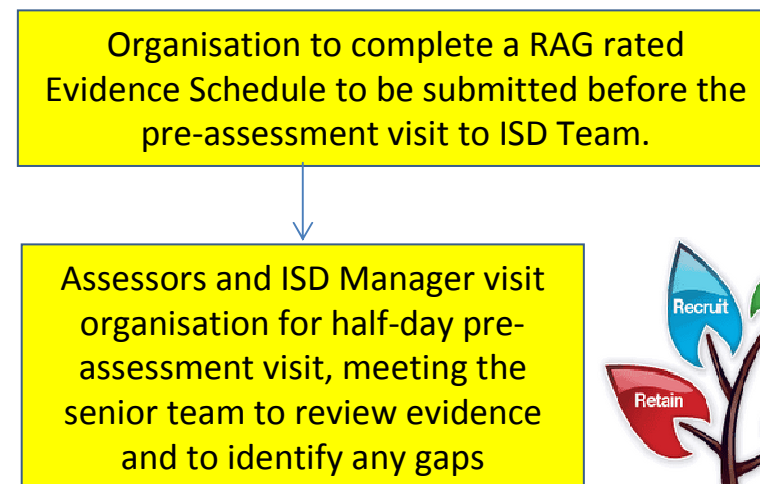 Organisation to complete a RAG rated
Evidence Schedule to be submitted before the
pre-assessment visit to ISD Team.
Assessors and ISD Manager visit
organisation for half-day pre-
assessment visit, meeting the
senior team to review evidence
and to identify any gaps
Recruit
Retain